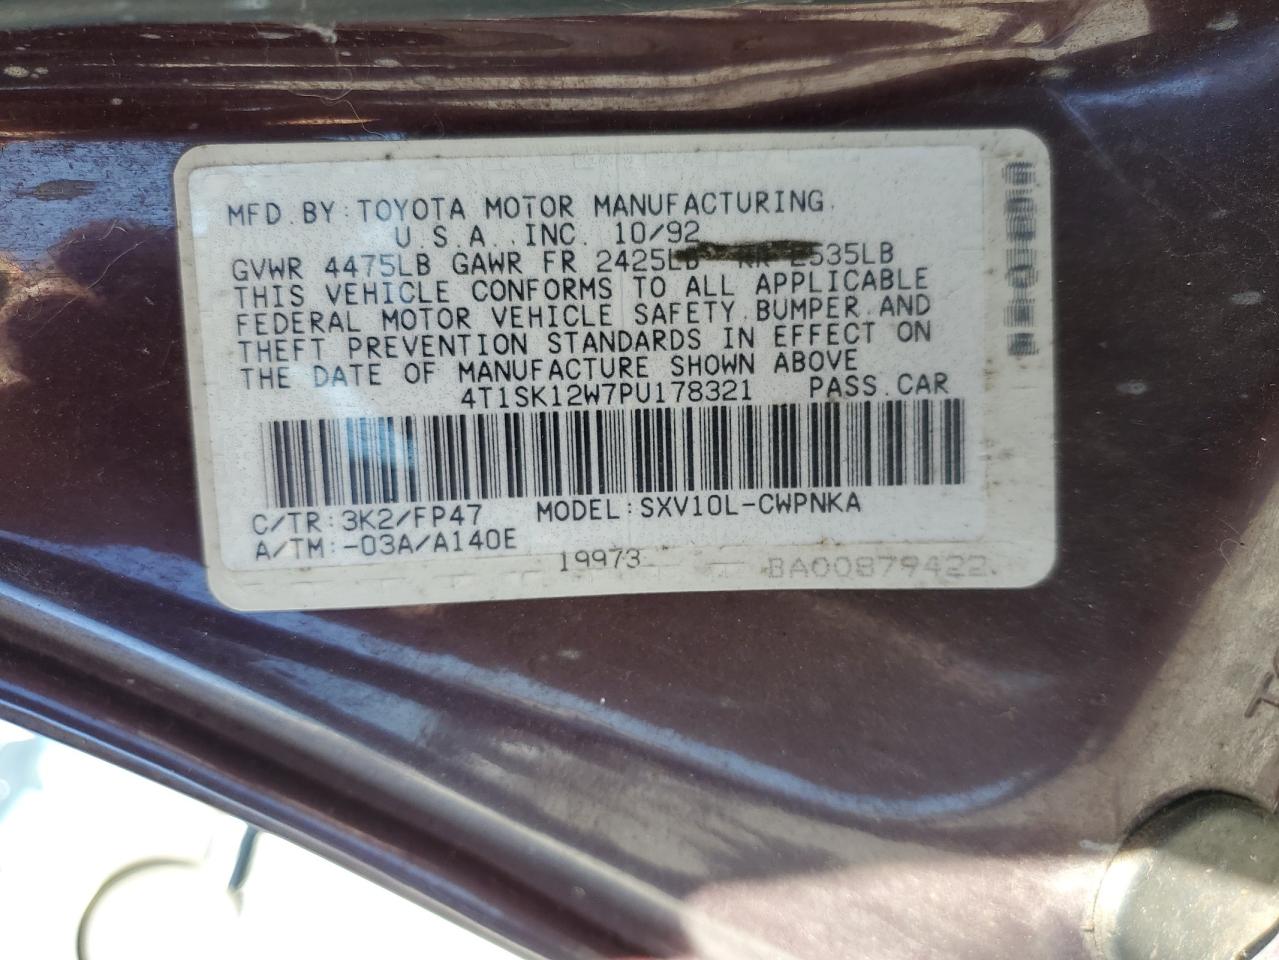 MFD. BY: TOYOTA MOTOR MANUFACTURING,
U.S.A., INC. 10/92
GVWR 4475LB GAWR FR 2425LB RR 2535LB
THIS VEHICLE CONFORMS TO ALL APPLICABLE
FEDERAL MOTOR VEHICLE SAFETY, BUMPER, AND
THEFT PREVENTION STANDARDS IN EFFECT ON
THE DATE OF MANUFACTURE SHOWN ABOVE
4T1SK12W7PU178321 PASS. CAR
C/TR: 3K2/FP47 MODEL: SXV10L-CWPNKA
A/TM: -03A/A140E
19973
BA00879422